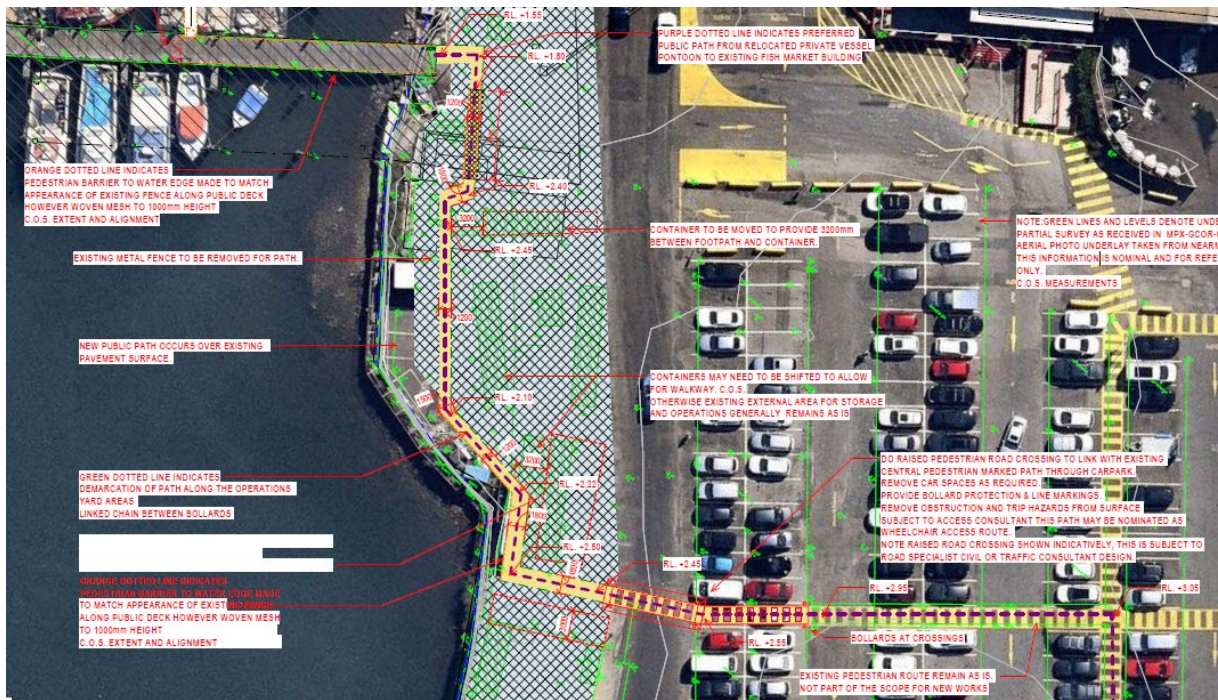 RL. +1.55
RL. +1.80
PURPLE DOTTED LINE INDICATES PREFERRED
PUBLIC PATH FROM RELOCATED PRIVATE VESSEL
PONTOON TO EXISTING FISH MARKET BUILDING
1200
ORANGE DOTTED LINE INDICATES
PEDESTRIAN BARRIER TO WATER EDGE MADE TO MATCH
APPEARANCE OF EXISTING FENCE ALONG PUBLIC DECK
HOWEVER WOVEN MESH TO 1000mm HEIGHT
C.O.S. EXTENT AND ALIGNMENT
RL. +2.40
3200
CONTAINER TO BE MOVED TO PROVIDE 3200mm
BETWEEN FOOTPATH AND CONTAINER.
NOTE:GREEN LINES AND LEVELS DENOTE UNDE
PARTIAL SURVEY AS RECEIVED IN MPX-GCOR-
AERIAL PHOTO UNDERLAY TAKEN FROM NEARM
THIS INFORMATION IS NOMINAL AND FOR REFE
ONLY.
C.O.S. MEASUREMENTS
RL. +2.45
EXISTING METAL FENCE TO BE REMOVED FOR PATH.
1200
NEW PUBLIC PATH OCCURS OVER EXISTING
PAVEMENT SURFACE.
CONTAINERS MAY NEED TO BE SHIFTED TO ALLOW
FOR WALKWAY. C.O.S.
OTHERWISE EXISTING EXTERNAL AREA FOR STORAGE
AND OPERATIONS GENERALLY REMAINS AS IS
RL. +2.10
1500
1200
3200
DO RAISED PEDESTRIAN ROAD CROSSING TO LINK WITH EXISTING
CENTRAL PEDESTRIAN MARKED PATH THROUGH CARPARK.
REMOVE CAR SPACES AS REQUIRED.
PROVIDE BOLLARD PROTECTION & LINE MARKINGS.
REMOVE OBSTRUCTION AND TRIP HAZARDS FROM SURFACE
SUBJECT TO ACCESS CONSULTANT THIS PATH MAY BE NOMINATED AS
WHEELCHAIR ACCESS ROUTE.
NOTE RAISED ROAD CROSSING SHOWN INDICATIVELY, THIS IS SUBJECT TO
ROAD SPECIALIST CIVIL OR TRAFFIC CONSULTANT DESIGN.
GREEN DOTTED LINE INDICATES
DEMARCATION OF PATH ALONG THE OPERATIONS
YARD AREAS
LINKED CHAIN BETWEEN BOLLARDS
RL. +2.22
1800
RL. +2.50
RL. +2.45
RL. +2.95
RL. +3.05
ORANGE DOTTED LINE INDICATES
PEDESTRIAN BARRIER TO WATER EDGE MADE
TO MATCH APPEARANCE OF EXISTING FENCE
ALONG PUBLIC DECK HOWEVER WOVEN MESH
TO 1000mm HEIGHT
C.O.S. EXTENT AND ALIGNMENT
RL. +2.55
BOLLARDS AT CROSSINGS
EXISTING PEDESTRIAN ROUTE REMAIN AS IS.
NOT PART OF THE SCOPE FOR NEW WORKS